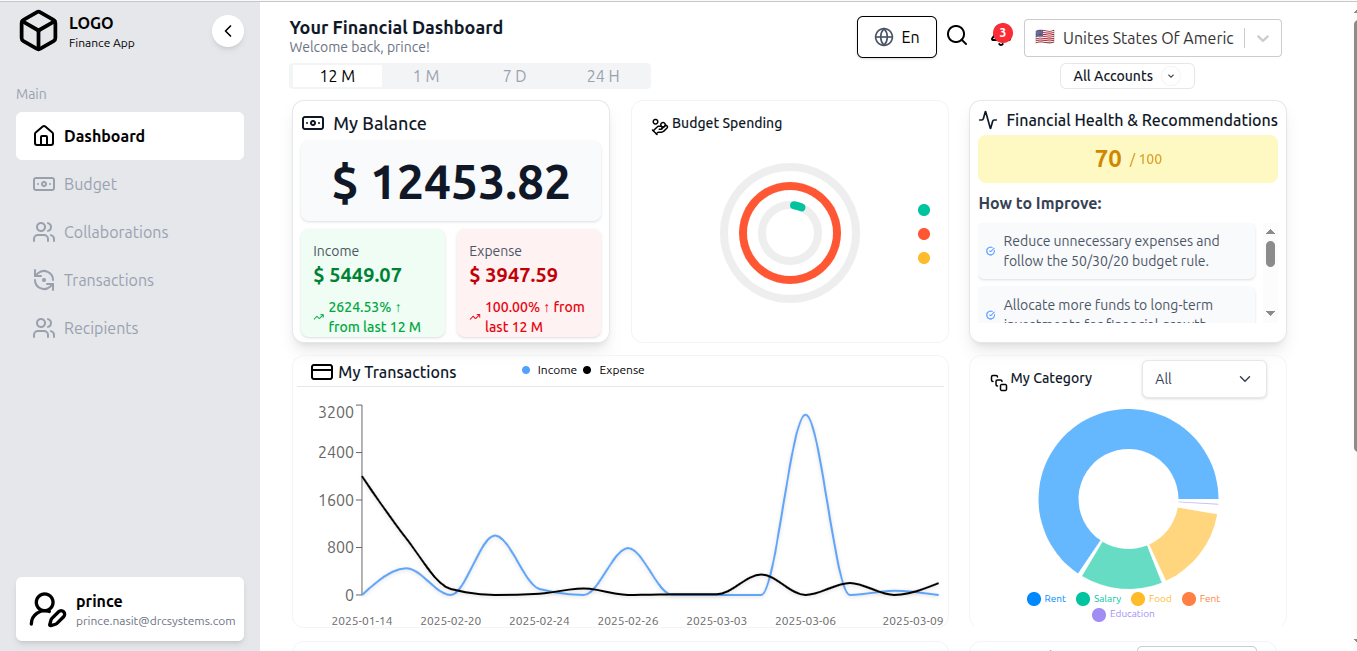 LOGO
Finance App
Main
Dashboard
Budget
Collaborations
Transactions
Recipients
prince
prince.nasit@drcsystems.com
Your Financial Dashboard
Welcome back, prince!
En
3
Unites States Of Americ
12 M 1 M 7 D 24 H
All Accounts
My Balance
$ 12453.82
Income
$ 5449.07
2624.53% ↑
from last 12 M
Expense
$ 3947.59
100.00% ↑ from
last 12 M
Budget Spending
Financial Health & Recommendations
70 / 100
How to Improve:
Reduce unnecessary expenses and
follow the 50/30/20 budget rule.
Allocate more funds to long-term
investments for financial growth.
My Transactions
Income Expense
3200
2400
1600
800
0
2025-01-14 2025-02-20 2025-02-24 2025-02-26 2025-03-03 2025-03-06 2025-03-09
My Category
All
Rent Salary Food Fent
Education